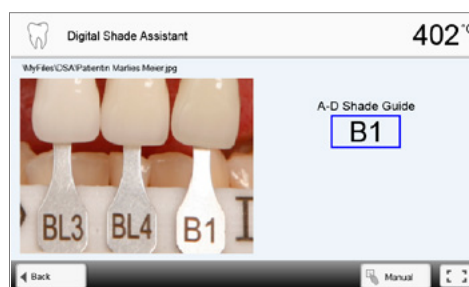 Digital Shade Assistant
402°C
\MyFiles\DSA\Patientin Marlies Meier.jpg
A-D Shade Guide
B1
BL3 BL4 B1
Back
Manual